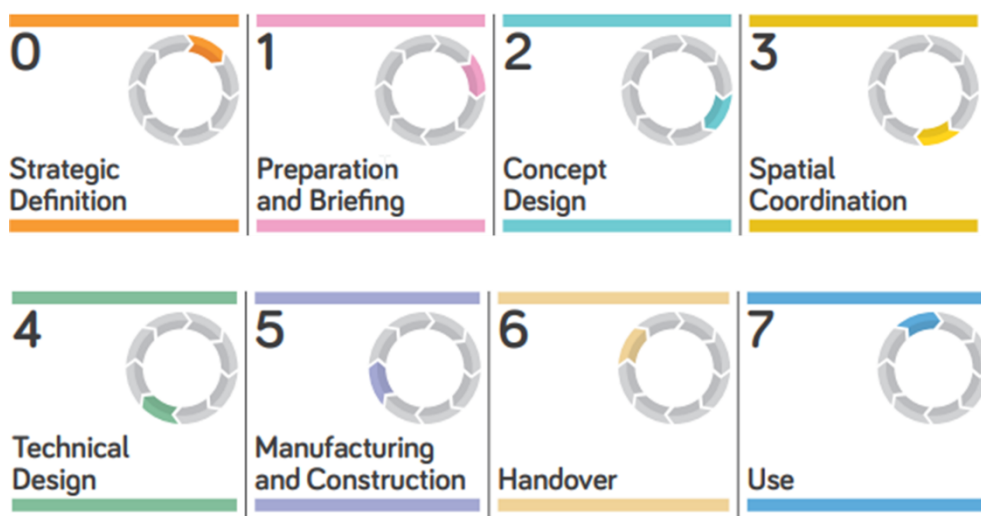 0
Strategic
Definition
1
Preparation
and Briefing
2
Concept
Design
3
Spatial
Coordination
4
Technical
Design
5
Manufacturing
and Construction
6
Handover
7
Use